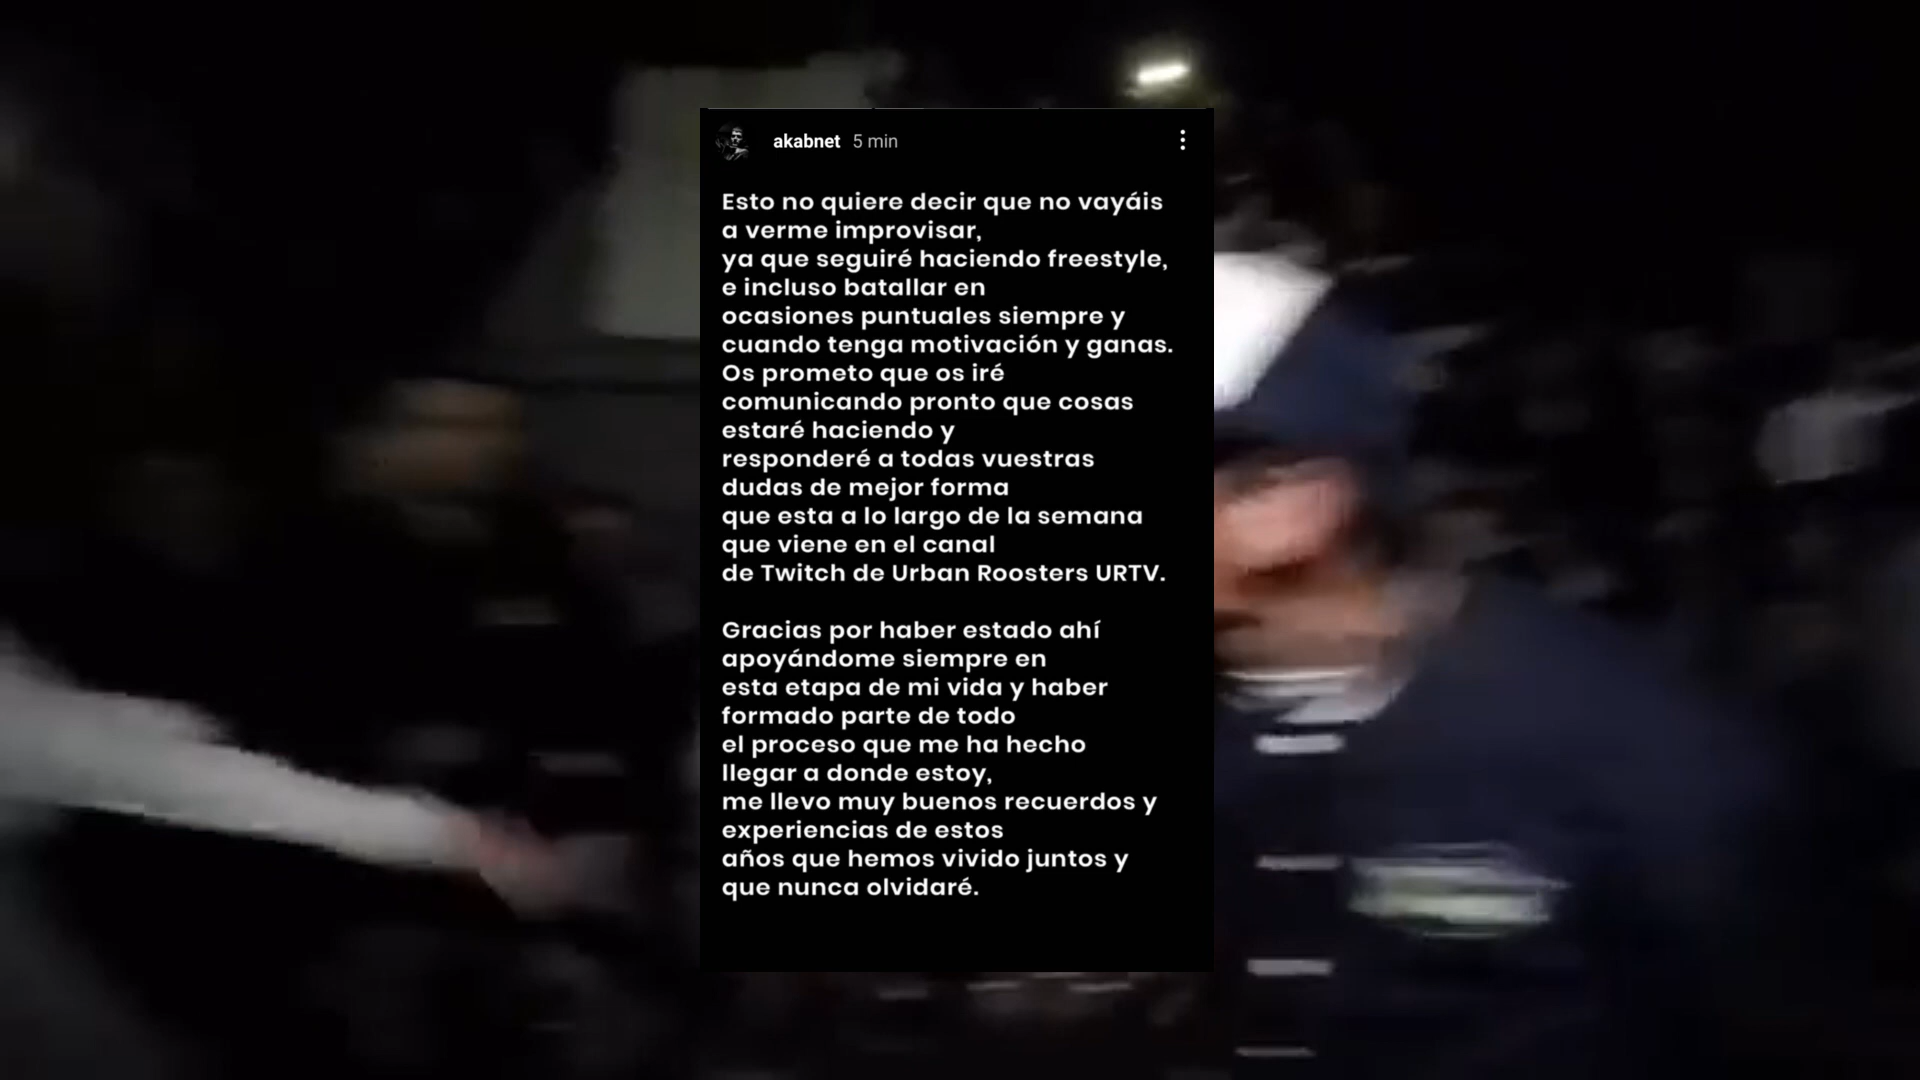 akabnet 5 min
Esto no quiere decir que no vayáis
a verme improvisar,
ya que seguiré haciendo freestyle,
e incluso batallar en
ocasiones puntuales siempre y
cuando tenga motivación y ganas.
Os prometo que os iré
comunicando pronto que cosas
estaré haciendo y
responderé a todas vuestras
dudas de mejor forma
que esta a lo largo de la semana
que viene en el canal
de Twitch de Urban Roosters URTV.
Gracias por haber estado ahí
apoyándome siempre en
esta etapa de mi vida y haber
formado parte de todo
el proceso que me ha hecho
llegar a donde estoy,
me llevo muy buenos recuerdos y
experiencias de estos
años que hemos vivido juntos y
que nunca olvidaré.